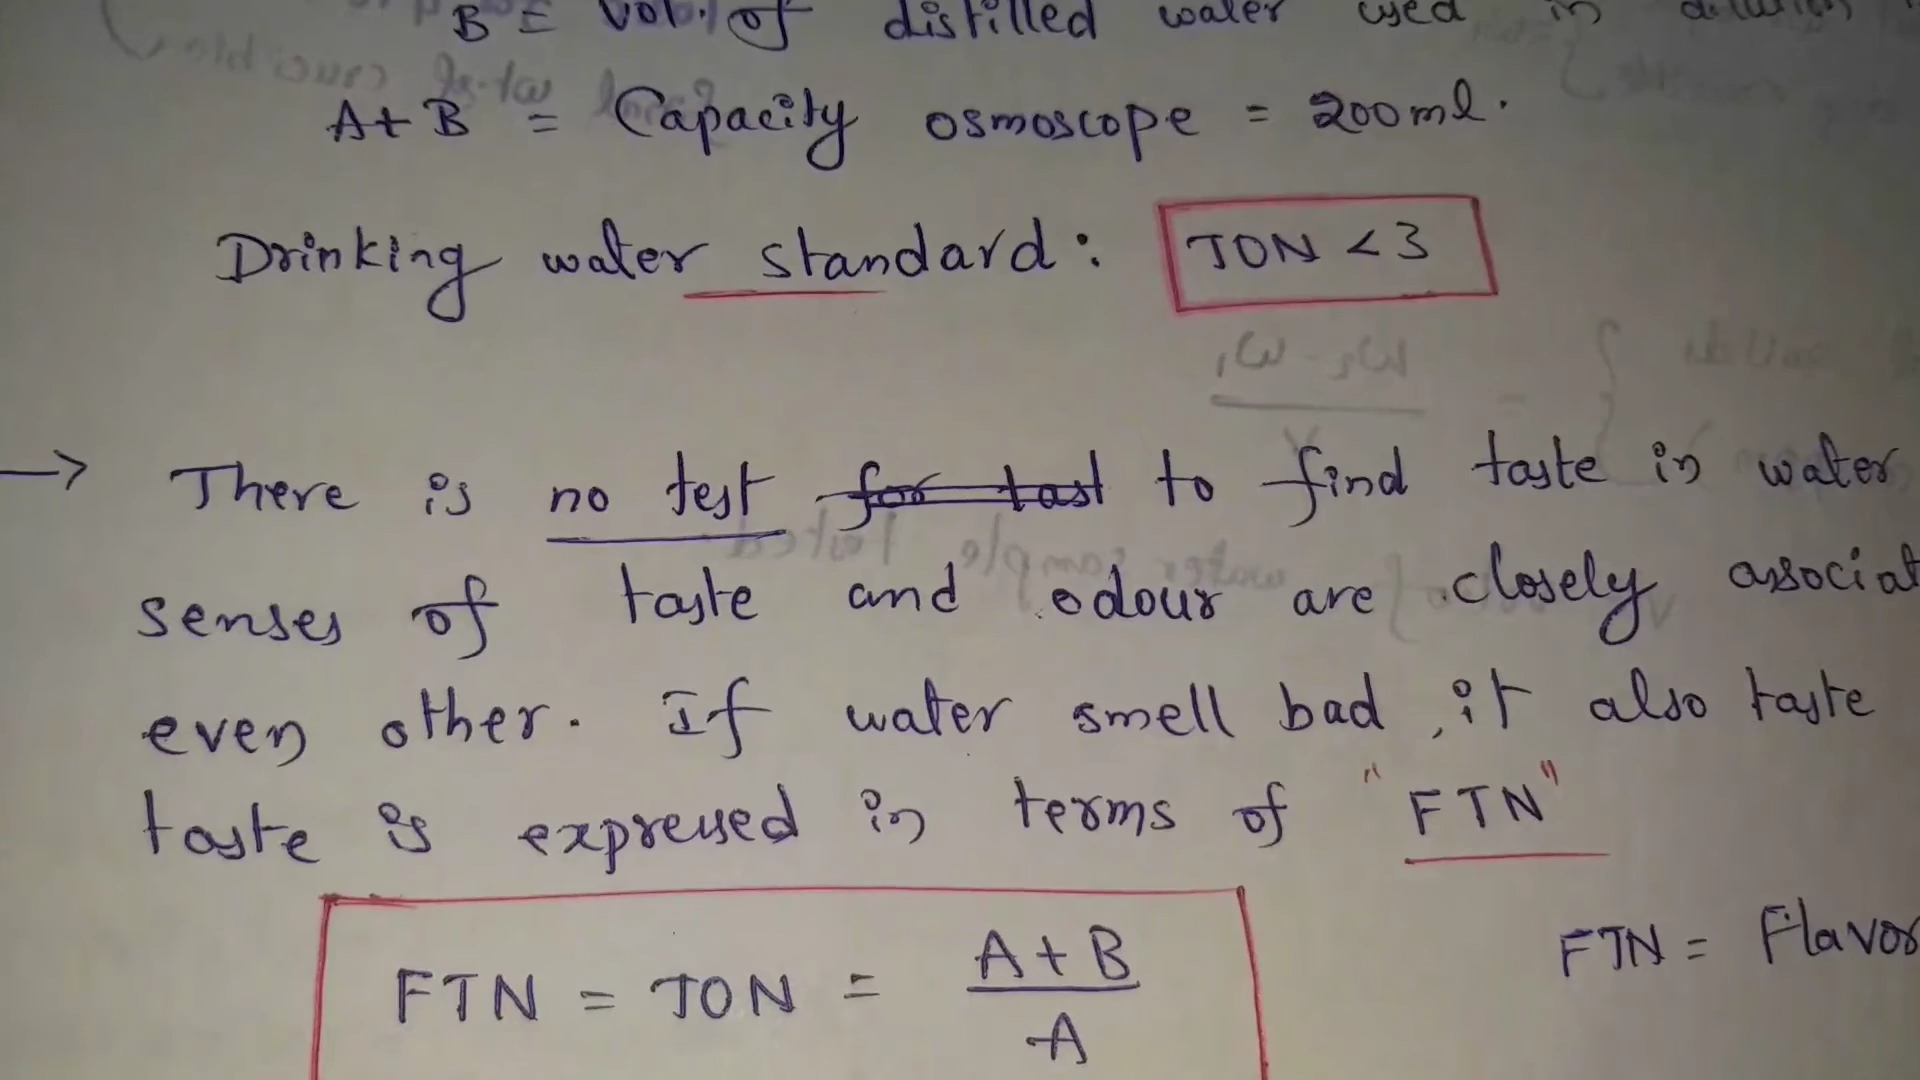 B = Vol. of distilled water used in
A+B = Capacity osmoscope = 200ml.
Drinking water standard: TON <3
→ There is no test for tast to find taste in water
senses of taste and odour are closely associat
even other. If water smell bad, it also taste
taste is expressed in terms of "FTN"
FTN = TON = A+B
A
FTN = Flavor